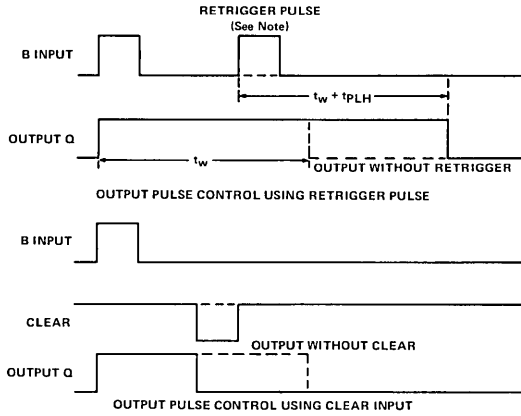 RETRIGGER PULSE
(See Note)
B INPUT
tw + tPLH
OUTPUT Q
tw
OUTPUT WITHOUT RETRIGGER
OUTPUT PULSE CONTROL USING RETRIGGER PULSE
B INPUT
CLEAR
OUTPUT WITHOUT CLEAR
OUTPUT Q
OUTPUT PULSE CONTROL USING CLEAR INPUT